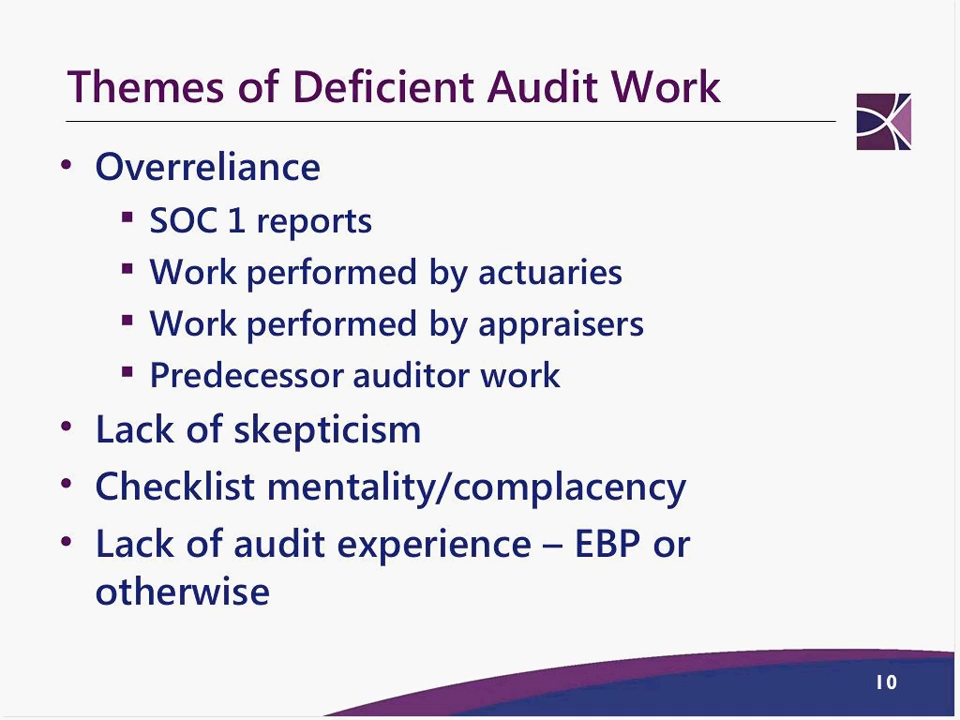 Themes of Deficient Audit Work
• Overreliance
▪ SOC 1 reports
▪ Work performed by actuaries
▪ Work performed by appraisers
▪ Predecessor auditor work
• Lack of skepticism
• Checklist mentality/complacency
• Lack of audit experience – EBP or
otherwise
10